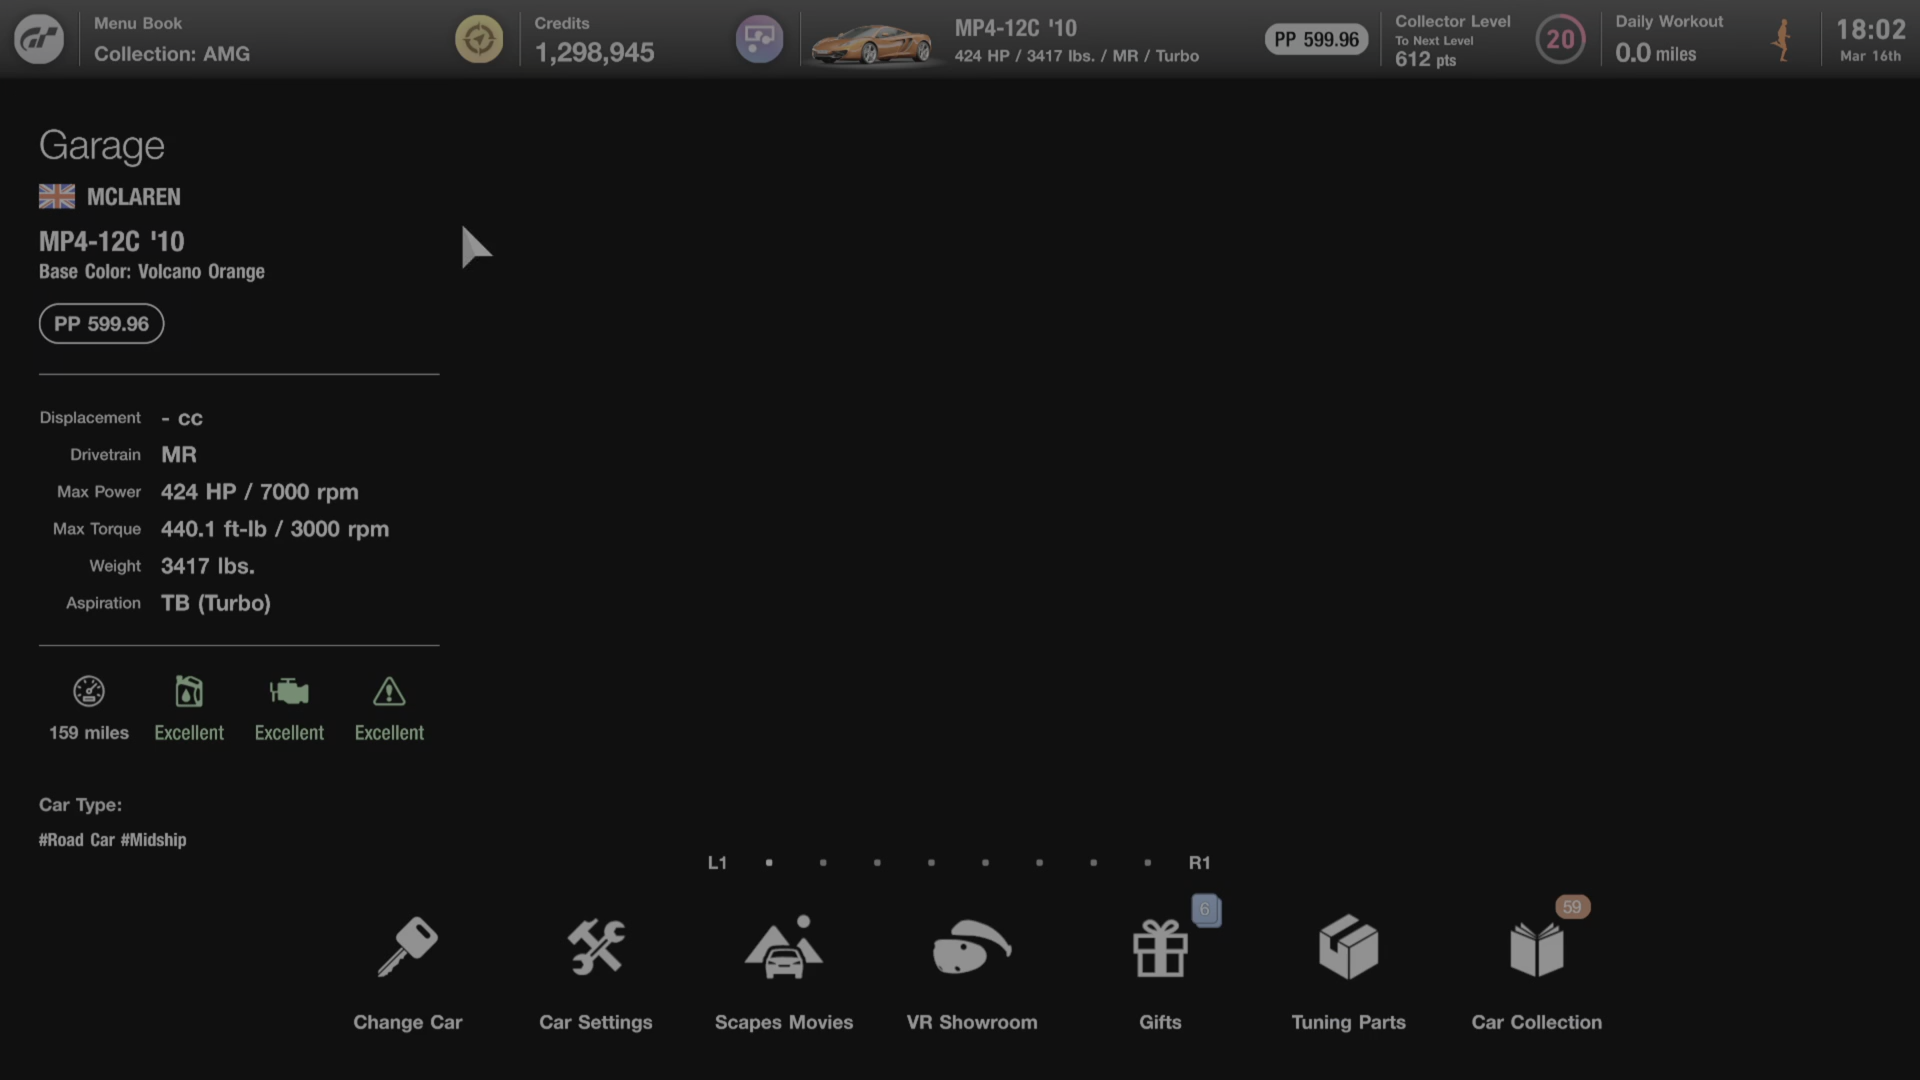 Menu Book
Collection: AMG
Credits
1,298,945
MP4-12C '10
424 HP / 3417 lbs. / MR / Turbo
PP 599.96
Collector Level
To Next Level
612 pts
20
Daily Workout
0.0 miles
18:02
Mar 16th
Garage
MCLAREN
MP4-12C '10
Base Color: Volcano Orange
PP 599.96
Displacement - cc
Drivetrain MR
Max Power 424 HP / 7000 rpm
Max Torque 440.1 ft-lb / 3000 rpm
Weight 3417 lbs.
Aspiration TB (Turbo)
159 miles Excellent Excellent Excellent
Car Type:
#Road Car #Midship
L1 R1
6 59
Change Car Car Settings Scapes Movies VR Showroom Gifts Tuning Parts Car Collection